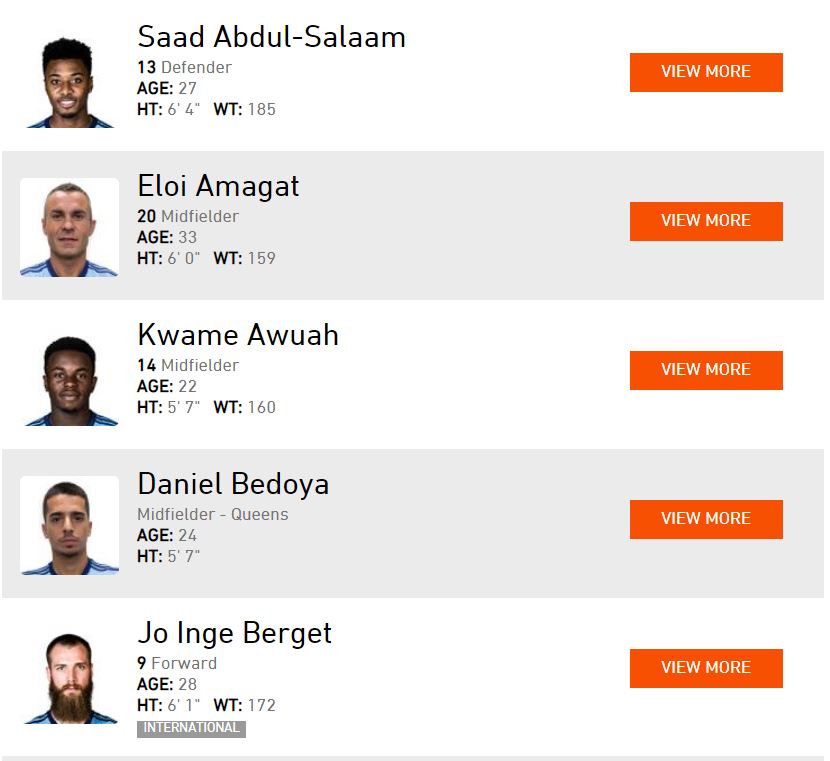 Saad Abdul-Salaam
13 Defender
AGE: 27
HT: 6' 4" WT: 185
VIEW MORE
Eloi Amagat
20 Midfielder
AGE: 33
HT: 6' 0" WT: 159
VIEW MORE
Kwame Awuah
14 Midfielder
AGE: 22
HT: 5' 7" WT: 160
VIEW MORE
Daniel Bedoya
Midfielder - Queens
AGE: 24
HT: 5' 7"
VIEW MORE
Jo Inge Berget
9 Forward
AGE: 28
HT: 6' 1" WT: 172
INTERNATIONAL
VIEW MORE